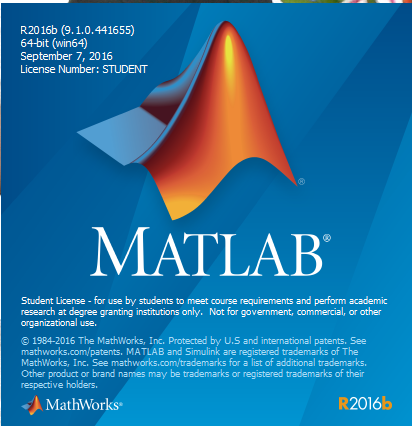 R2016b (9.1.0.441655)
64-bit (win64)
September 7, 2016
License Number: STUDENT
®
MATLAB®
Student License - for use by students to meet course requirements and perform academic
research at degree granting institutions only.  Not for government, commercial, or other
organizational use.
© 1984-2016 The MathWorks, Inc. Protected by U.S and international patents. See
mathworks.com/patents. MATLAB and Simulink are registered trademarks of The
MathWorks, Inc. See mathworks.com/trademarks for a list of additional trademarks.
Other product or brand names may be trademarks or registered trademarks of their
respective holders.
MathWorks®
R2016b